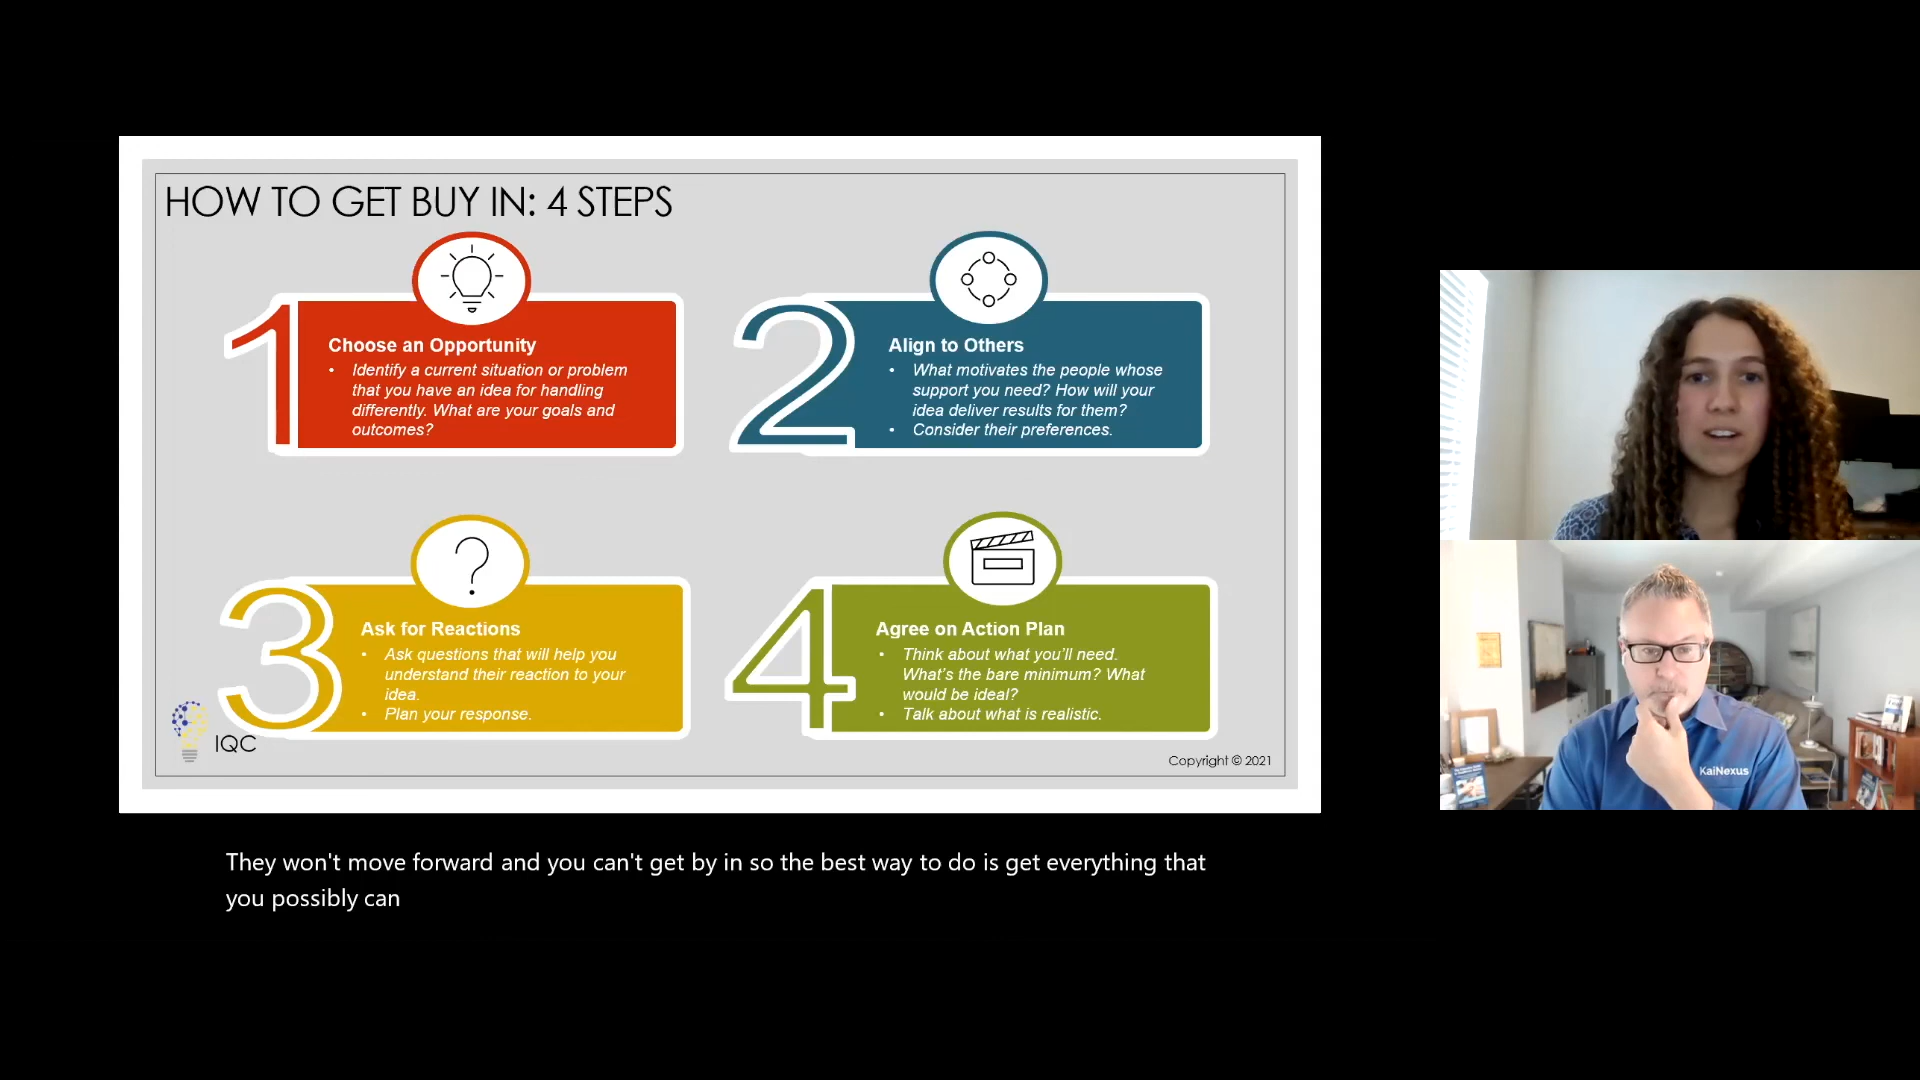 HOW TO GET BUY IN: 4 STEPS
1
Choose an Opportunity
• Identify a current situation or problem
that you have an idea for handling
differently. What are your goals and
outcomes?
2
Align to Others
• What motivates the people whose
support you need? How will your
idea deliver results for them?
• Consider their preferences.
3
Ask for Reactions
• Ask questions that will help you
understand their reaction to your
idea.
• Plan your response.
4
Agree on Action Plan
• Think about what you'll need.
What's the bare minimum? What
would be ideal?
• Talk about what is realistic.
IQC
Copyright © 2021
KaiNexus
They won't move forward and you can't get by in so the best way to do is get everything that
you possibly can